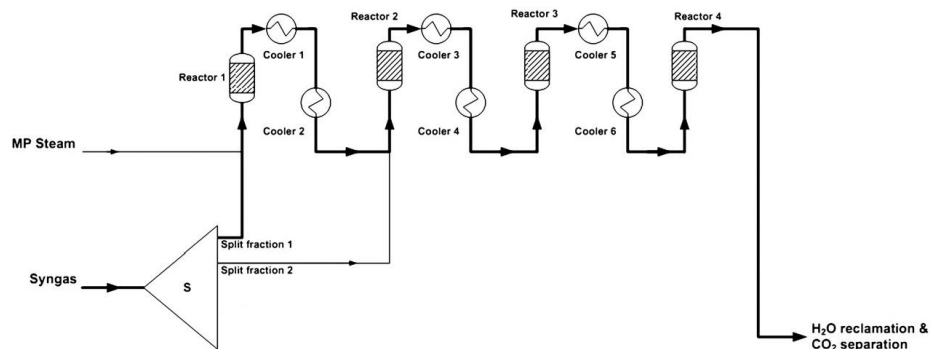 Reactor 1
Cooler 1
Cooler 2
Reactor 2
Cooler 3
Cooler 4
Reactor 3
Cooler 5
Cooler 6
Reactor 4
MP Steam
Split fraction 1
Split fraction 2
Syngas
S
H₂O reclamation &
CO₂ separation